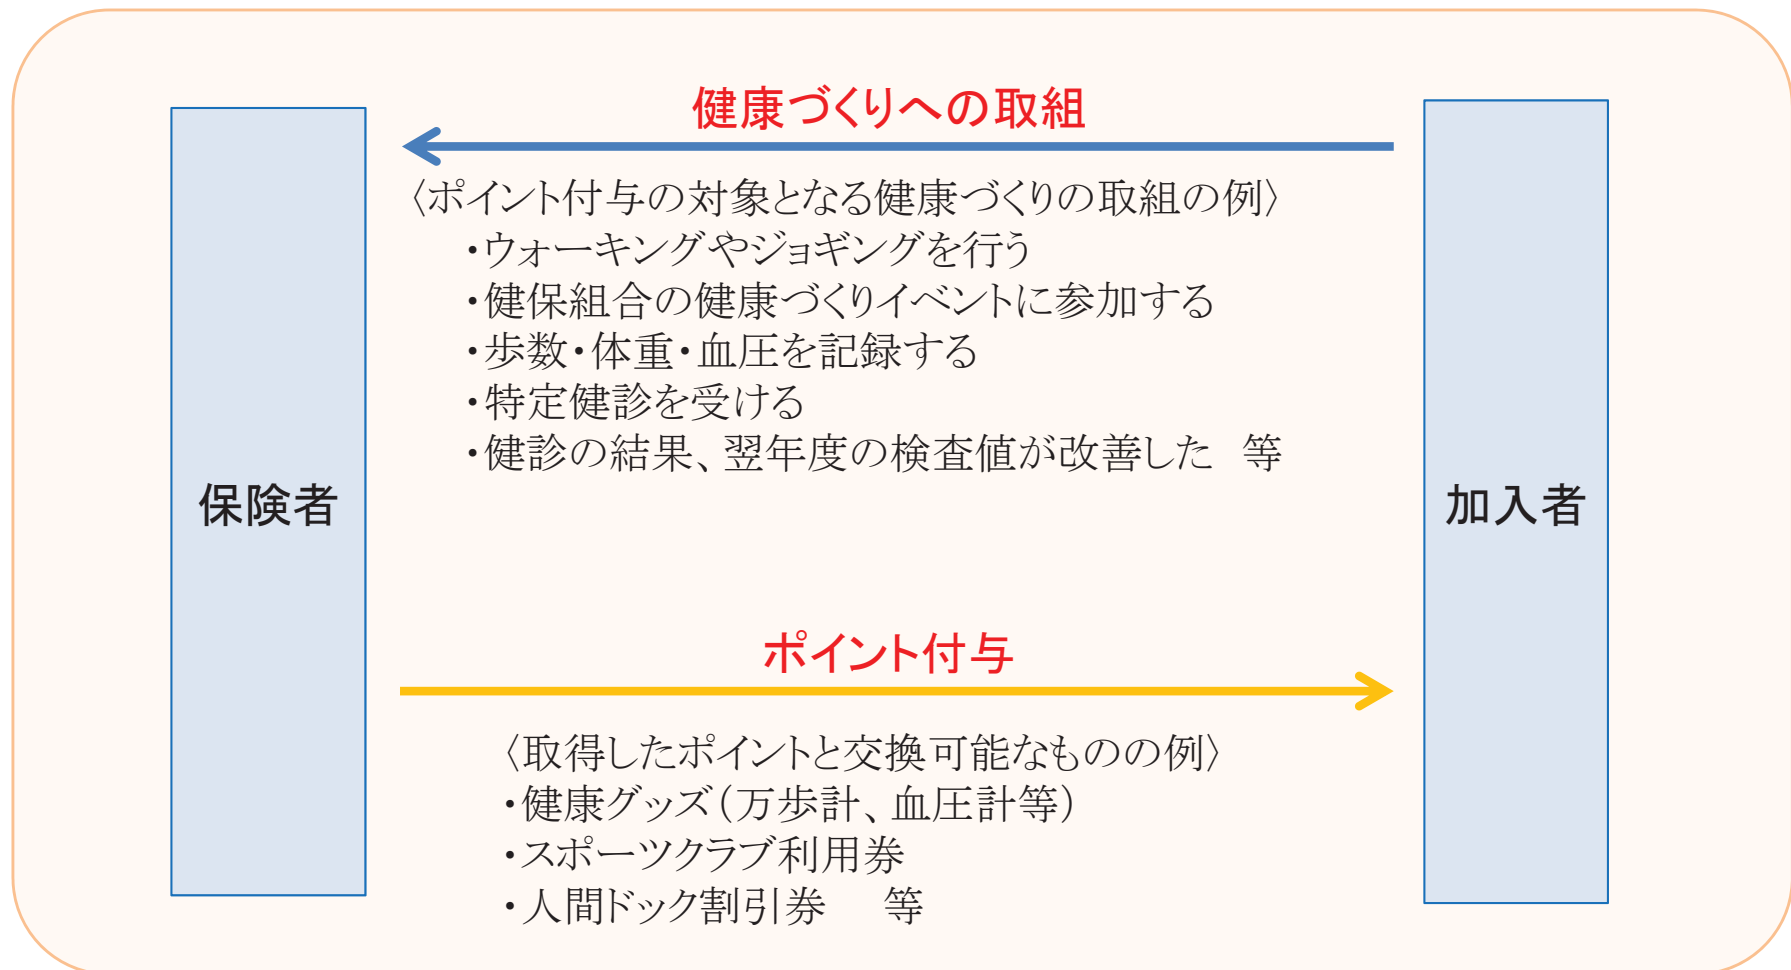 健康づくりへの取組
〈ポイント付与の対象となる健康づくりの取組の例〉
・ウォーキングやジョギングを行う
・健保組合の健康づくりイベントに参加する
・歩数・体重・血圧を記録する
・特定健診を受ける
・健診の結果、翌年度の検査値が改善した　等
保険者
加入者
ポイント付与
〈取得したポイントと交換可能なものの例〉
・健康グッズ（万歩計、血圧計等）
・スポーツクラブ利用券
・人間ドック割引券　　等